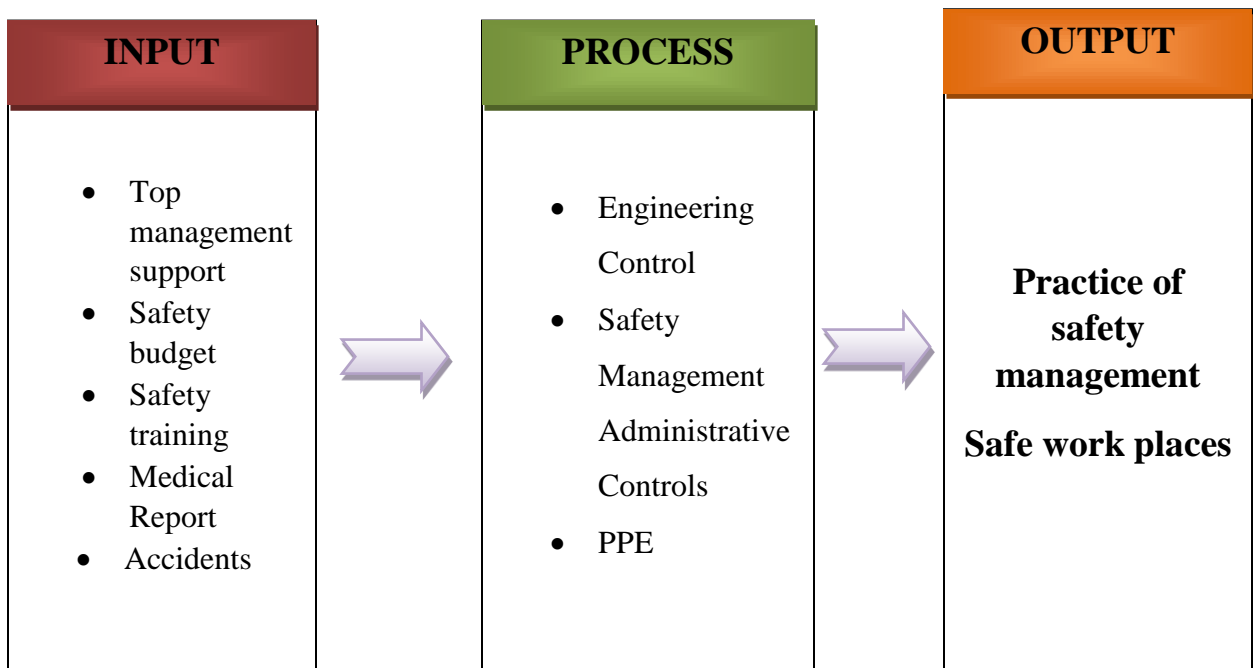 INPUT
• Top
management
support
• Safety
budget
• Safety
training
• Medical
Report
• Accidents
PROCESS
• Engineering
Control
• Safety
Management
Administrative
Controls
• PPE
OUTPUT
Practice of
safety
management
Safe work places